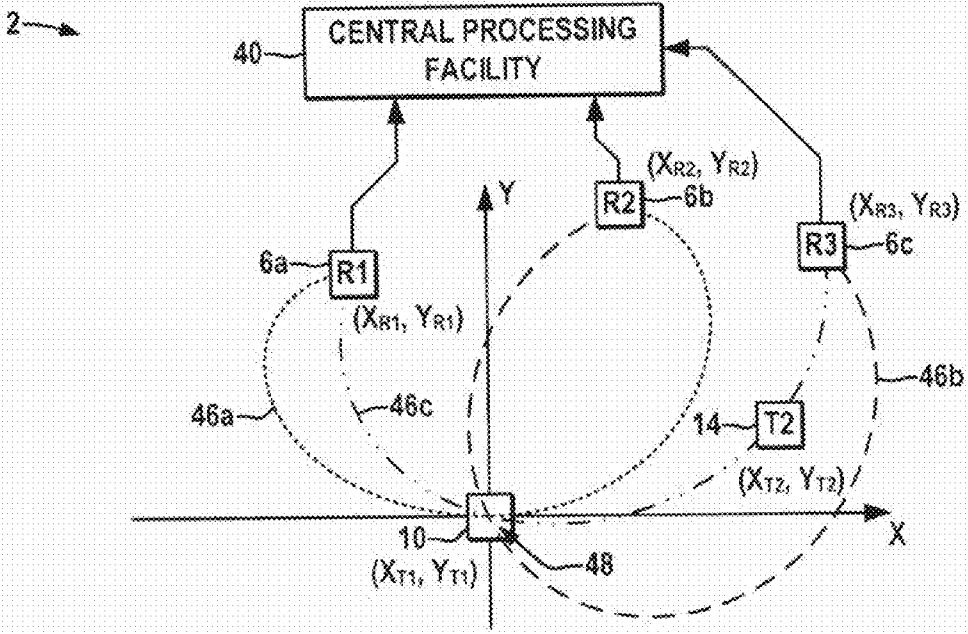 2
CENTRAL PROCESSING
FACILITY
40
(XR2, YR2)
Y
R2
6b
(XR3, YR3)
R3
6c
6a
R1
(XR1, YR1)
46a
46c
46b
14
T2
(XT2, YT2)
10
48
X
(XT1, YT1)